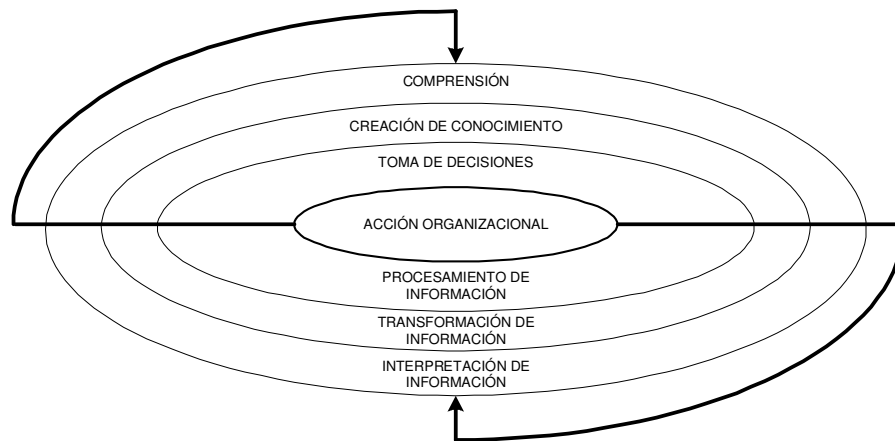 COMPRENSIÓN
CREACIÓN DE CONOCIMIENTO
TOMA DE DECISIONES
ACCIÓN ORGANIZACIONAL
PROCESAMIENTO DE
INFORMACIÓN
TRANSFORMACIÓN DE
INFORMACIÓN
INTERPRETACIÓN DE
INFORMACIÓN